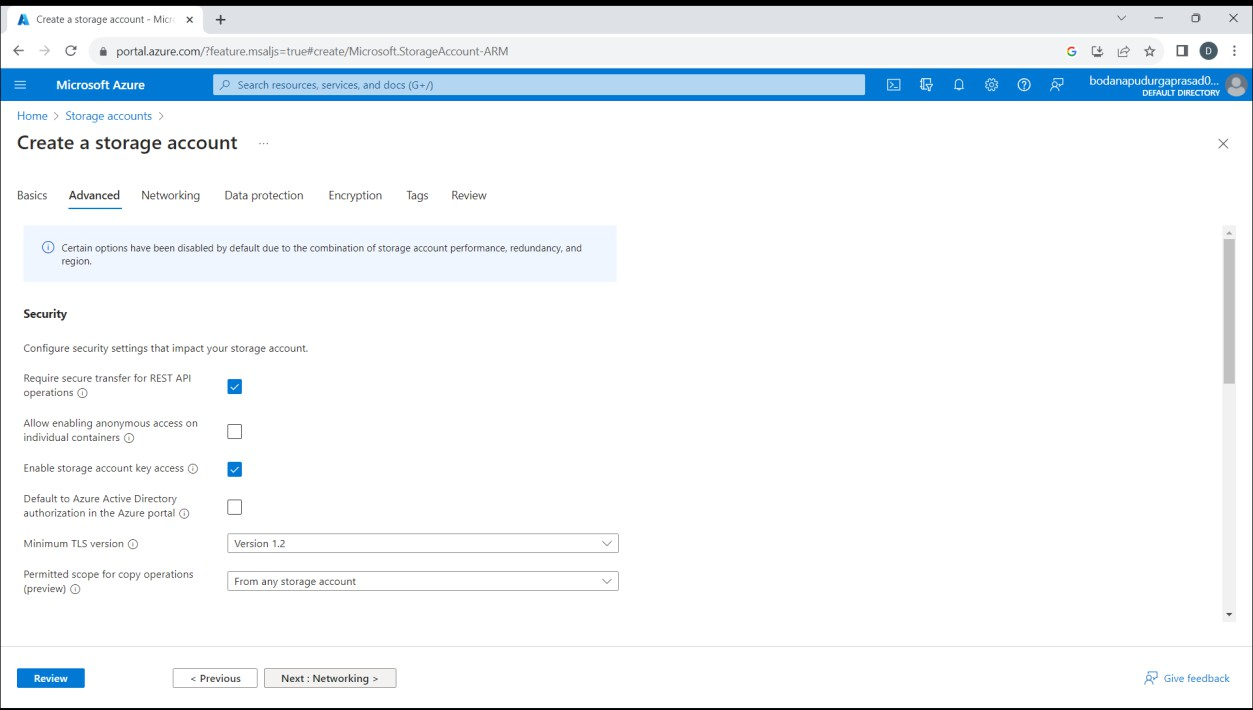 Create a storage account - Micr
portal.azure.com/?feature.msaljs=true#create/Microsoft.StorageAccount-ARM
G
D
Microsoft Azure
Search resources, services, and docs (G+/)
bodanapudurgaprasad0...
DEFAULT DIRECTORY
Home > Storage accounts >
Create a storage account ...
Basics Advanced Networking Data protection Encryption Tags Review
Certain options have been disabled by default due to the combination of storage account performance, redundancy, and
region.
Security
Configure security settings that impact your storage account.
Require secure transfer for REST API
operations
Allow enabling anonymous access on
individual containers
Enable storage account key access
Default to Azure Active Directory
authorization in the Azure portal
Minimum TLS version
Version 1.2
Permitted scope for copy operations
(preview)
From any storage account
Review
< Previous
Next : Networking >
Give feedback